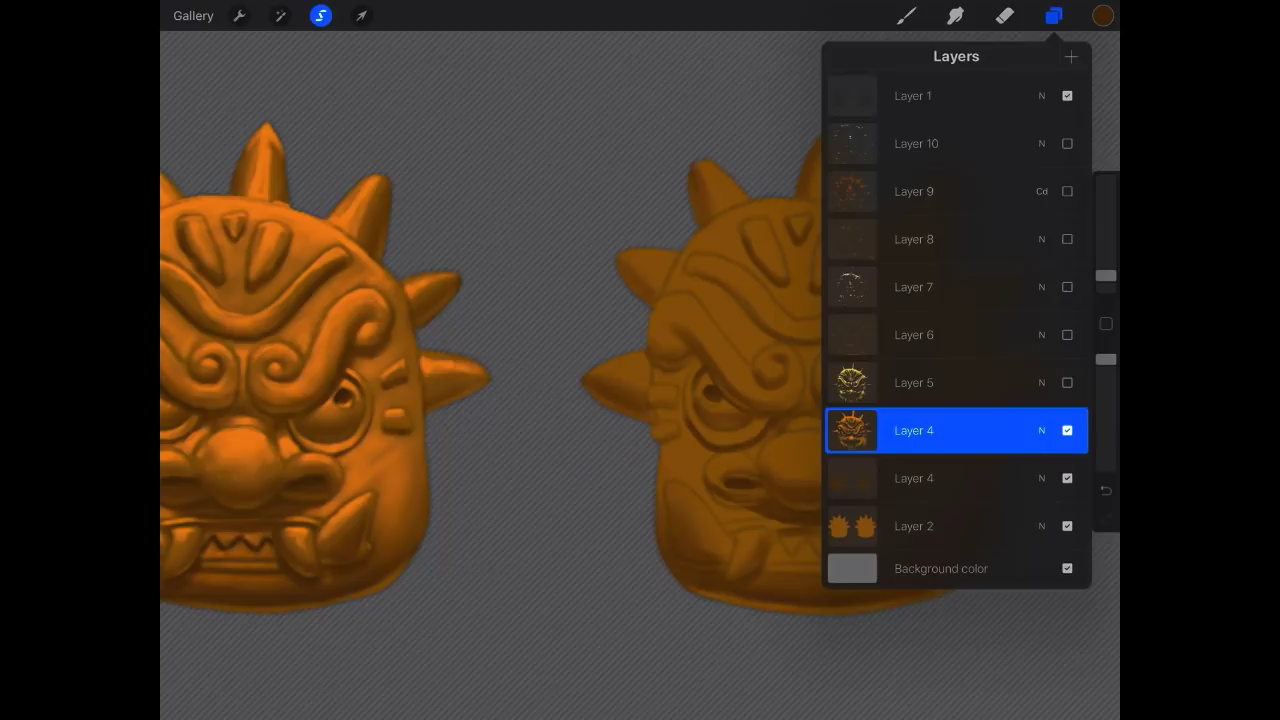 Gallery
Layers
Layer 1 N
Layer 10 N
Layer 9 Cd
Layer 8 N
Layer 7 N
Layer 6 N
Layer 5 N
Layer 4 N
Layer 4 N
Layer 2 N
Background color